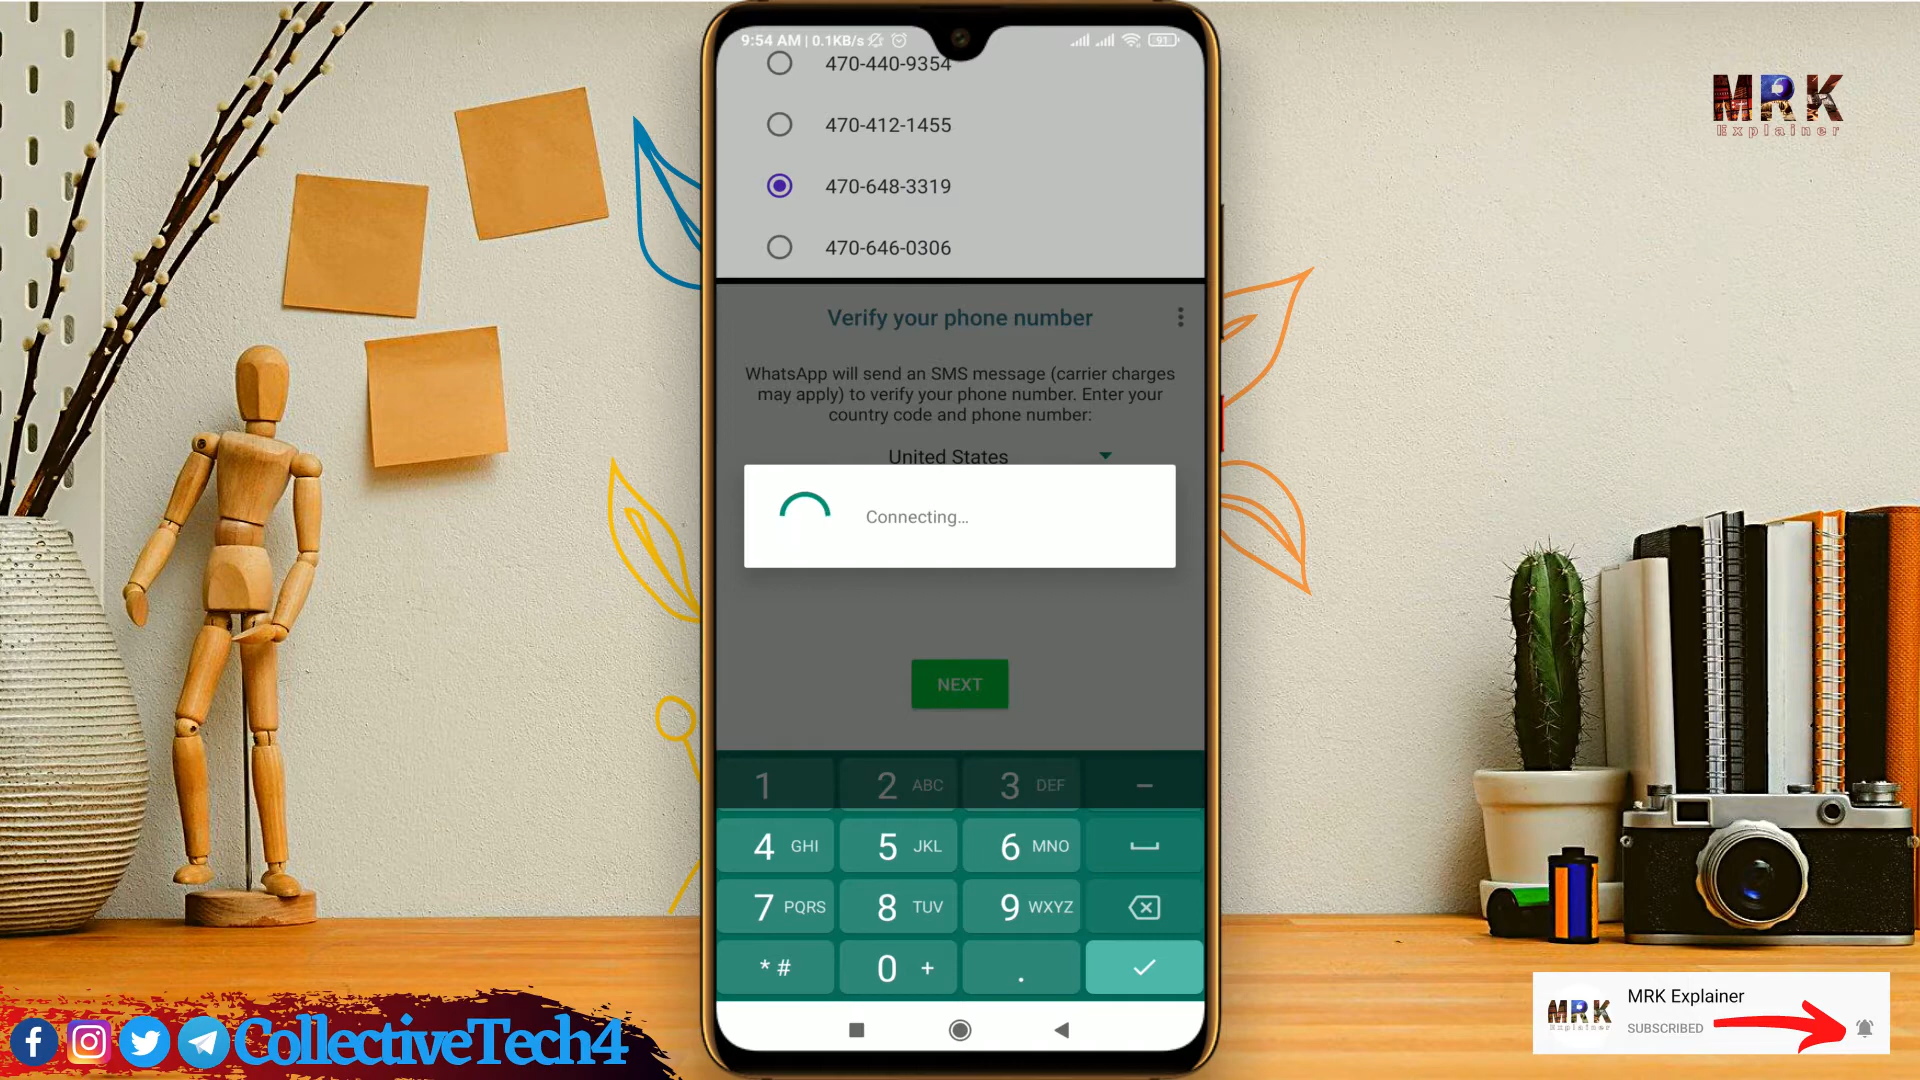 9:54 AM | 0.1KB/s
91
470-440-9354
470-412-1455
470-648-3319
470-646-0306
Verify your phone number
WhatsApp will send an SMS message (carrier charges
may apply) to verify your phone number. Enter your
country code and phone number:
United States
Connecting...
NEXT
1 2 ABC 3 DEF –
4 GHI 5 JKL 6 MNO
7 PQRS 8 TUV 9 WXYZ
* # 0 + .
MRK
Explainer
CollectiveTech4
MRK
Explainer
MRK Explainer
SUBSCRIBED